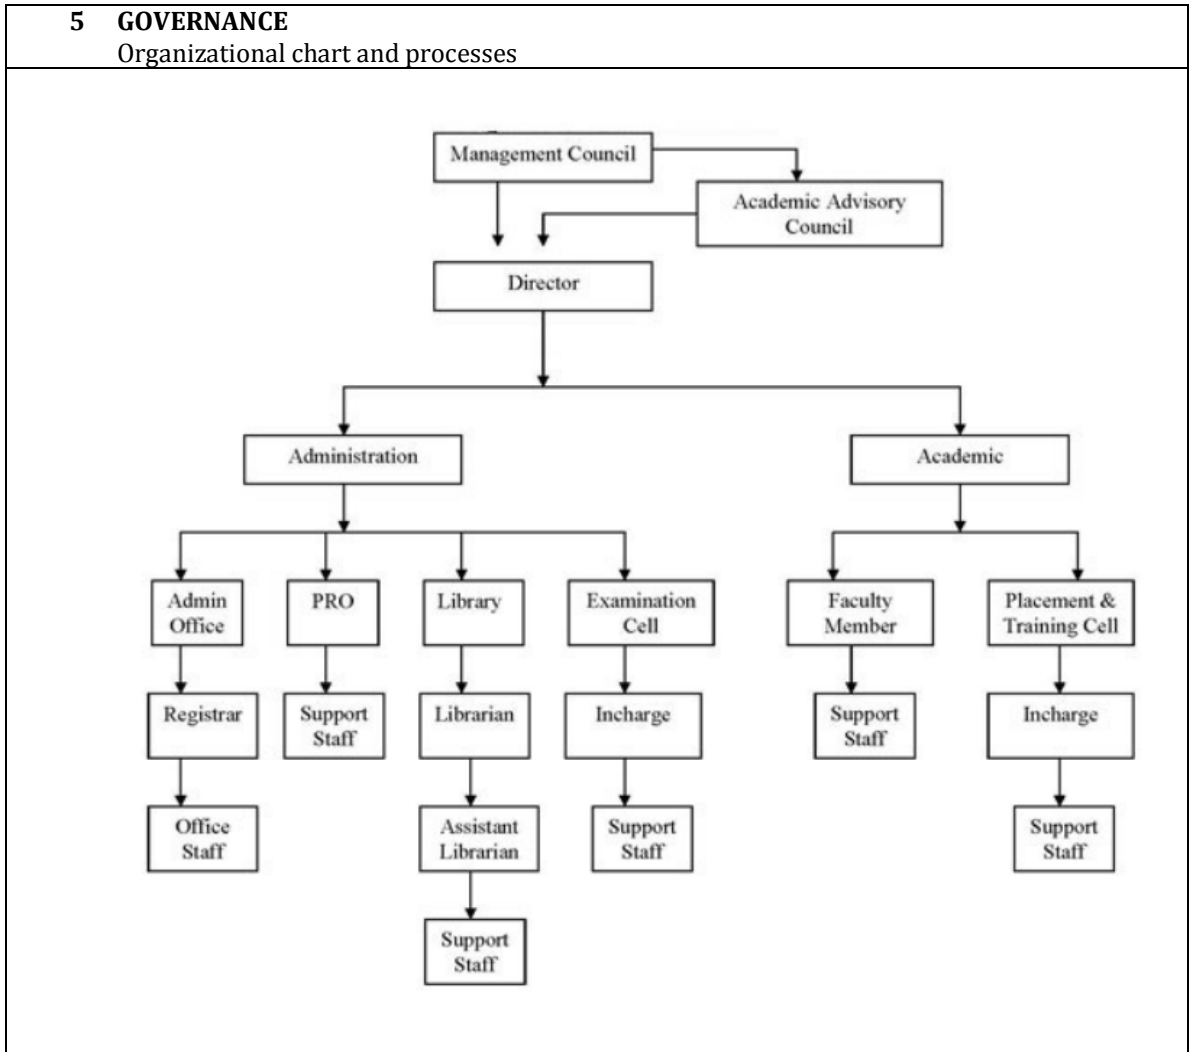 5 GOVERNANCE
Organizational chart and processes
Management Council
Academic Advisory
Council
Director
Administration
Academic
Admin
Office
PRO
Library
Examination
Cell
Faculty
Member
Placement &
Training Cell
Registrar
Support
Staff
Librarian
Incharge
Support
Staff
Incharge
Office
Staff
Assistant
Librarian
Support
Staff
Support
Staff
Support
Staff